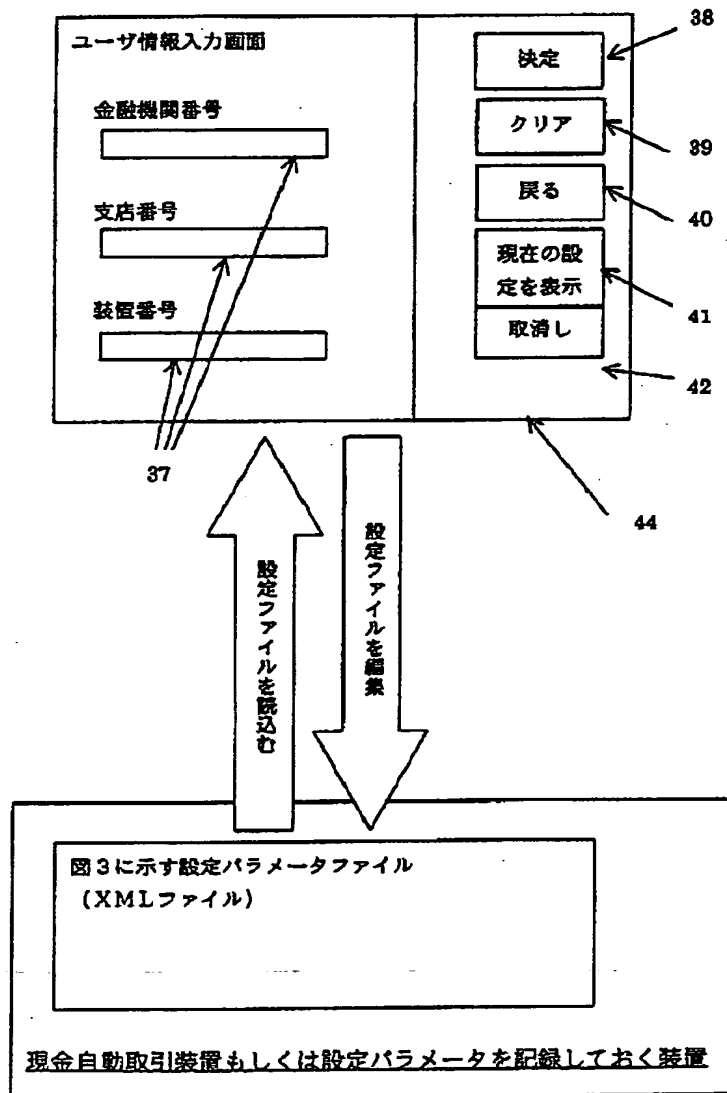 ユーザ情報入力画面
金融機関番号
支店番号
装置番号
37
決定
クリア
戻る
現在の設
定を表示
取消し
38
39
40
41
42
44
設定ファイルを読込む
設定ファイルを編集
図3に示す設定パラメータファイル
(XMLファイル)
現金自動取引装置もしくは設定パラメータを記録しておく装置